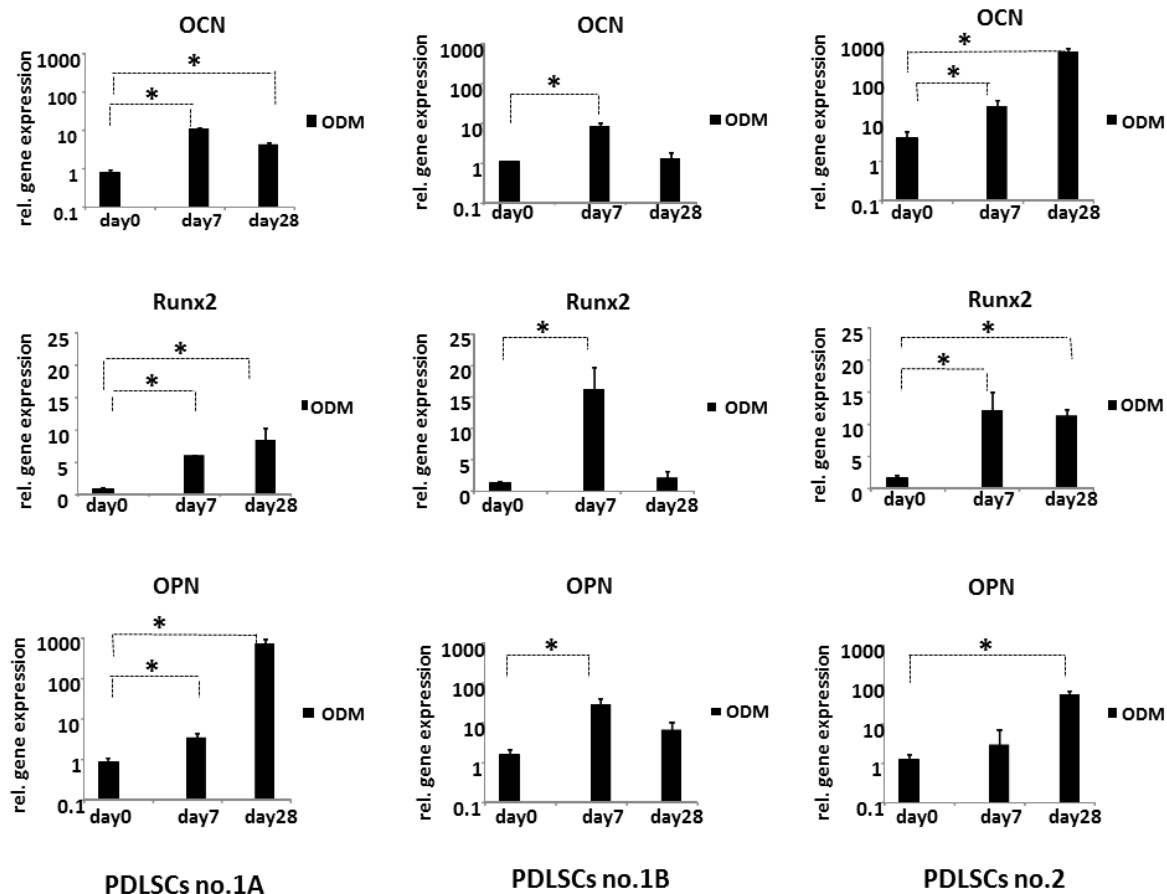 OCN
rel. gene expression
1000
100
10
1
0.1
*
*
day0 day7 day28
ODM
OCN
rel. gene expression
1000
100
10
1
0.1
*
day0 day7 day28
ODM
OCN
rel. gene expression
1000
100
10
1
0.1
*
*
day0 day7 day28
ODM
Runx2
rel. gene expression
25
20
15
10
5
0
*
*
day0 day7 day28
ODM
Runx2
rel. gene expression
25
20
15
10
5
0
*
day0 day7 day28
ODM
Runx2
rel. gene expression
25
20
15
10
5
0
*
*
day0 day7 day28
ODM
OPN
rel. gene expression
1000
100
10
1
0.1
*
*
day0 day7 day28
ODM
OPN
rel. gene expression
1000
100
10
1
0.1
*
day0 day7 day28
ODM
OPN
rel. gene expression
1000
100
10
1
0.1
*
day0 day7 day28
ODM
PDLSCs no.1A
PDLSCs no.1B
PDLSCs no.2